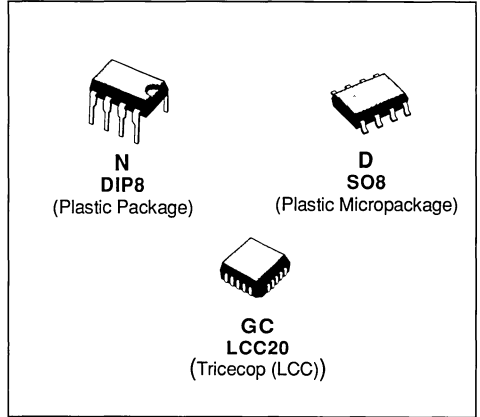 N
DIP8
(Plastic Package)
D
SO8
(Plastic Micropackage)
GC
LCC20
(Tricecop (LCC))